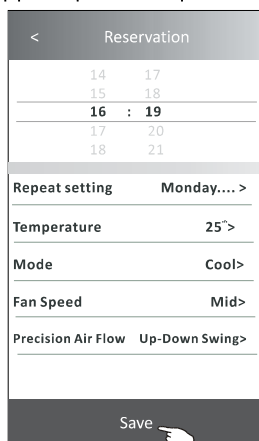 < Reservation
14 17
15 18
16 : 19
17 20
18 21
Repeat setting Monday.... >
Temperature 25°>
Mode Cool>
Fan Speed Mid>
Precision Air Flow Up-Down Swing>
Save